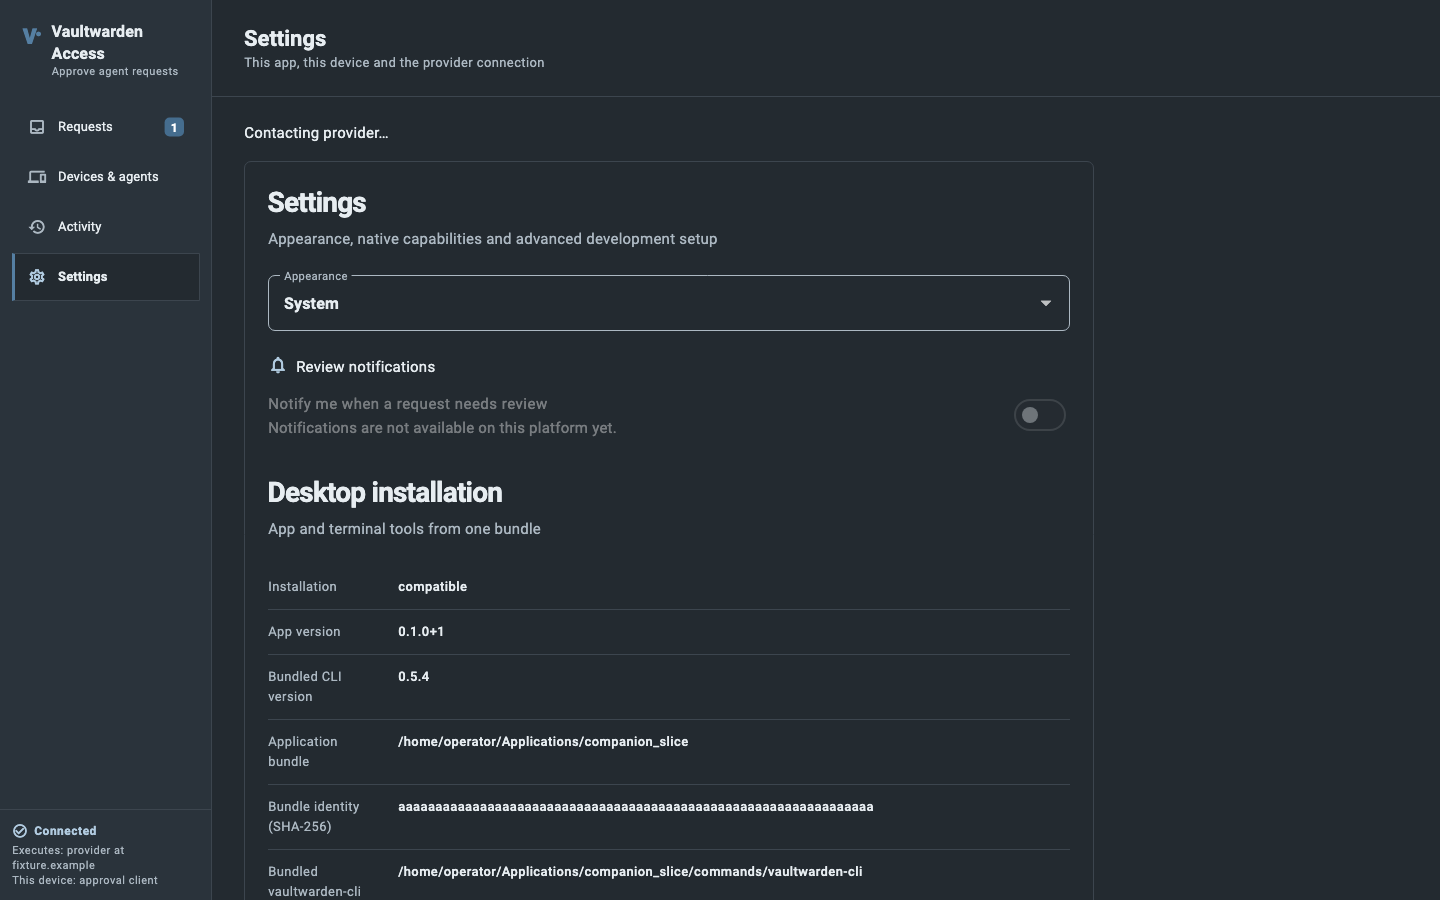 Vaultwarden
Access
Approve agent requests
Requests 1
Devices & agents
Activity
Settings
Connected
Executes: provider at
fixture.example
This device: approval client
Settings
This app, this device and the provider connection
Contacting provider…
Settings
Appearance, native capabilities and advanced development setup
Appearance
System
Review notifications
Notify me when a request needs review
Notifications are not available on this platform yet.
Desktop installation
App and terminal tools from one bundle
Installation compatible
App version 0.1.0+1
Bundled CLI version 0.5.4
Application bundle /home/operator/Applications/companion_slice
Bundle identity (SHA-256) aaaaaaaaaaaaaaaaaaaaaaaaaaaaaaaaaaaaaaaaaaaaaaaaaaaaaaaaaaaaaaaa
Bundled vaultwarden-cli /home/operator/Applications/companion_slice/commands/vaultwarden-cli